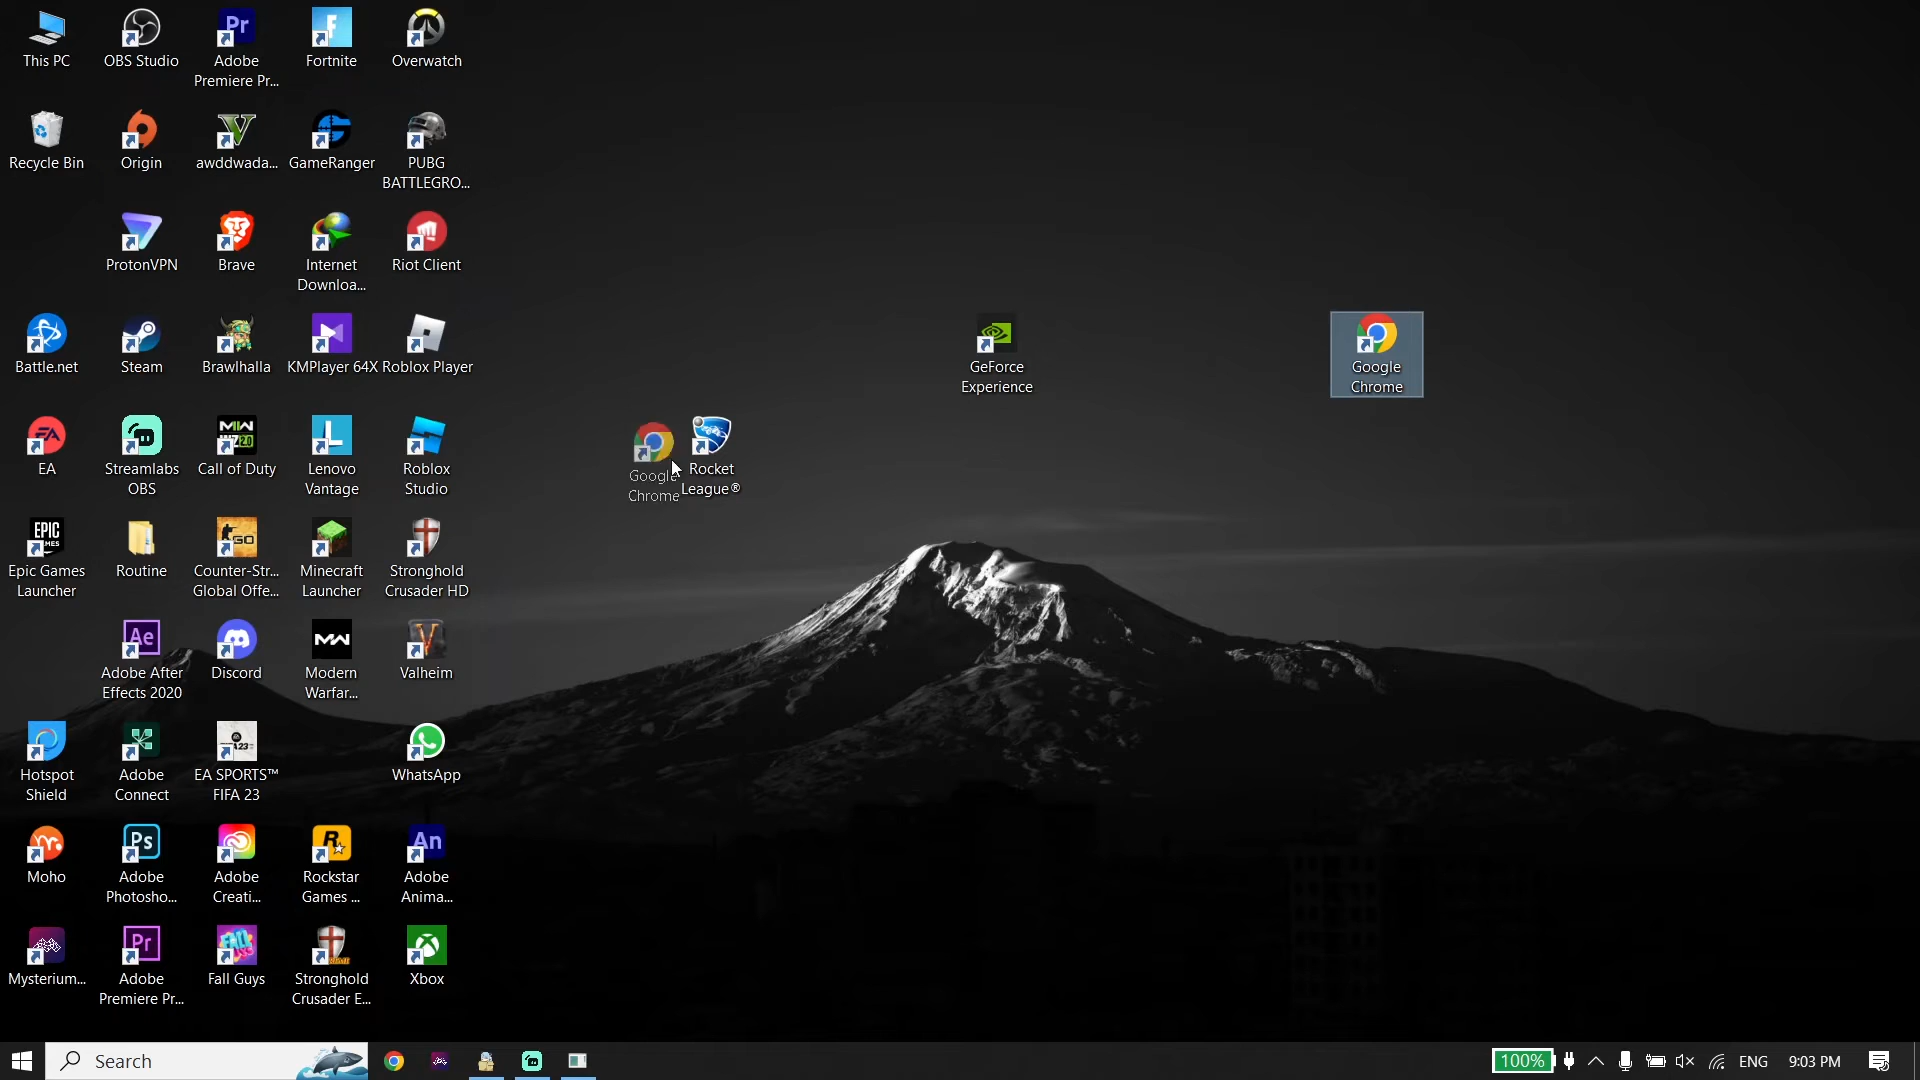 This PC
OBS Studio
Adobe
Premiere Pr...
Fortnite
Overwatch
Recycle Bin
Origin
awddwada...
GameRanger
PUBG
BATTLEGRO...
ProtonVPN
Brave
Internet
Downloa...
Riot Client
Battle.net
Steam
Brawlhalla
KMPlayer 64X
Roblox Player
GeForce
Experience
Google
Chrome
EA
Streamlabs
OBS
Call of Duty
Lenovo
Vantage
Roblox
Studio
Google
Chrome
Rocket
League®
Epic Games
Launcher
Routine
Counter-Str...
Global Offe...
Minecraft
Launcher
Stronghold
Crusader HD
Adobe After
Effects 2020
Discord
Modern
Warfar...
Valheim
Hotspot
Shield
Adobe
Connect
EA SPORTS™
FIFA 23
WhatsApp
Moho
Adobe
Photosho...
Adobe
Creati...
Rockstar
Games ...
Adobe
Anima...
Mysterium...
Adobe
Premiere Pr...
Fall Guys
Stronghold
Crusader E...
Xbox
Search
100%
ENG
9:03 PM